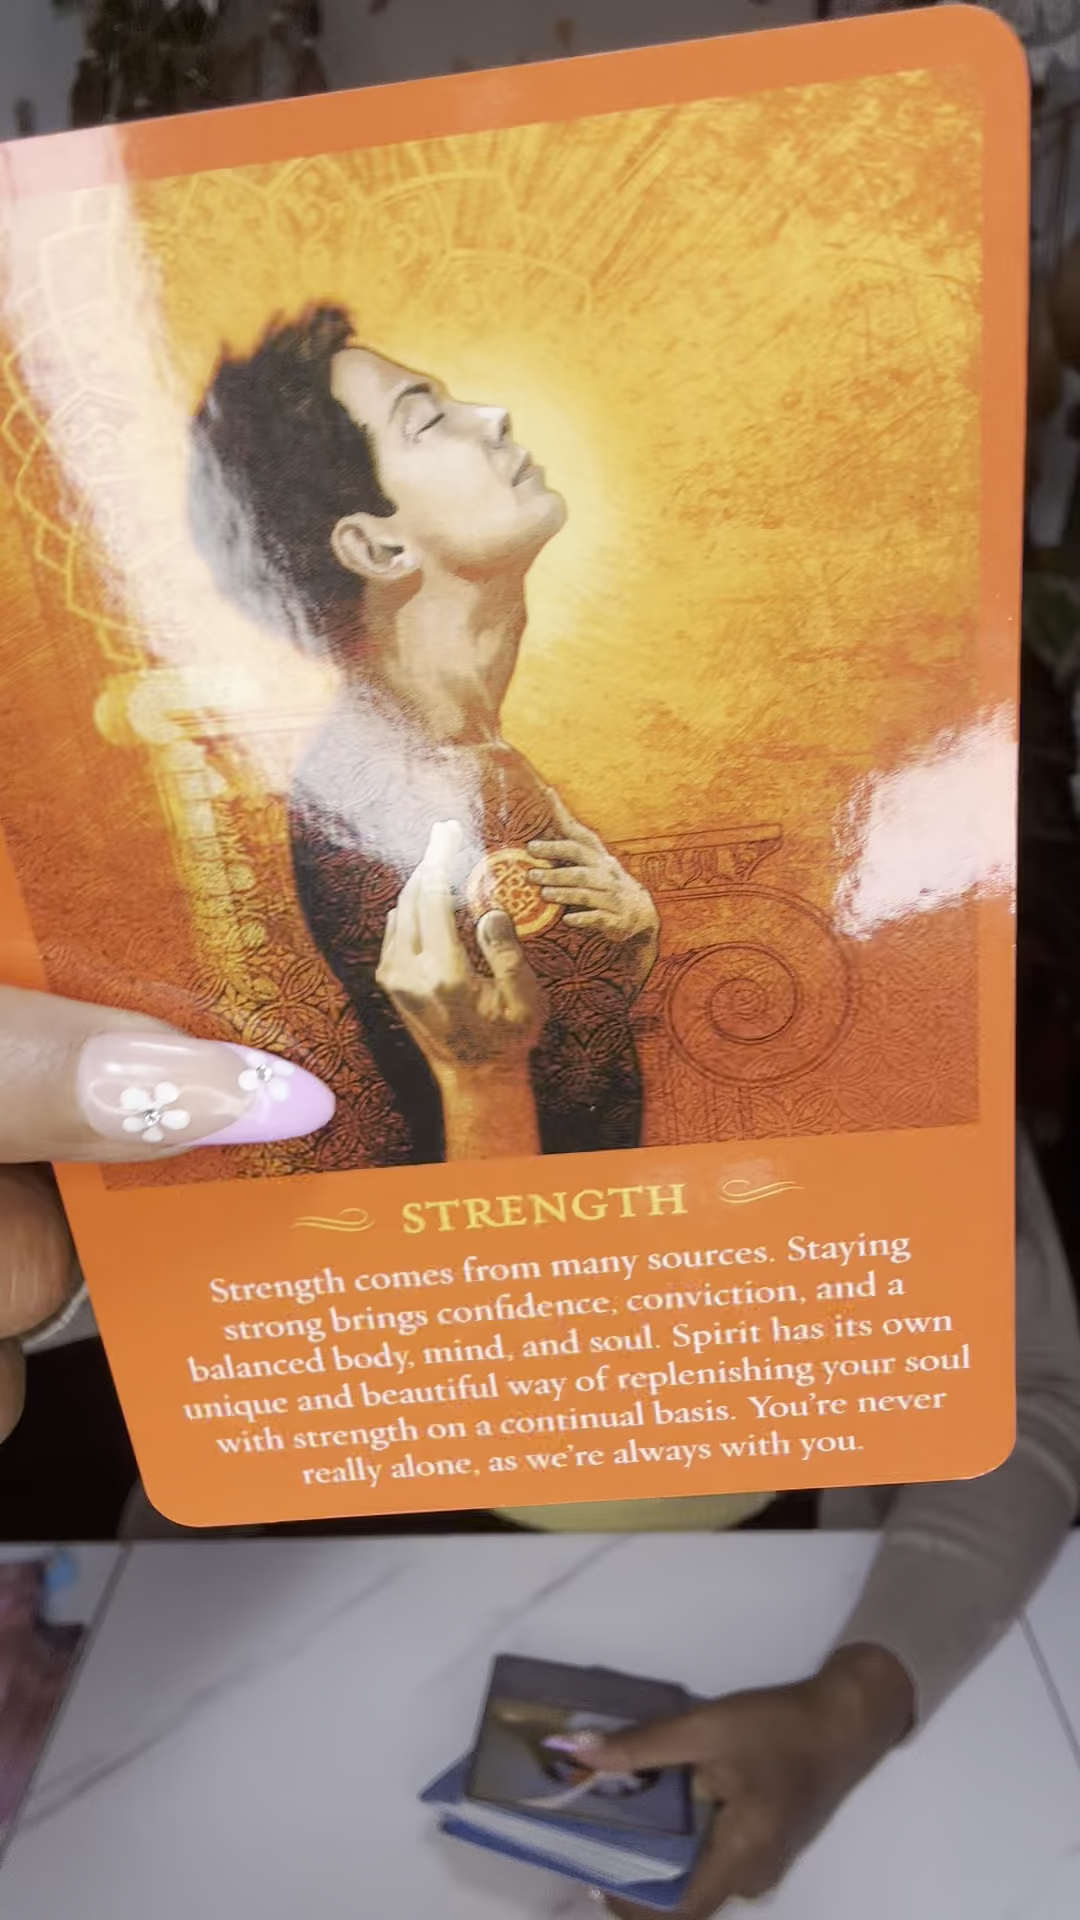 STRENGTH
Strength comes from many sources. Staying
strong brings confidence, conviction, and a
balanced body, mind, and soul. Spirit has its own
unique and beautiful way of replenishing your soul
with strength on a continual basis. You're never
really alone, as we're always with you.